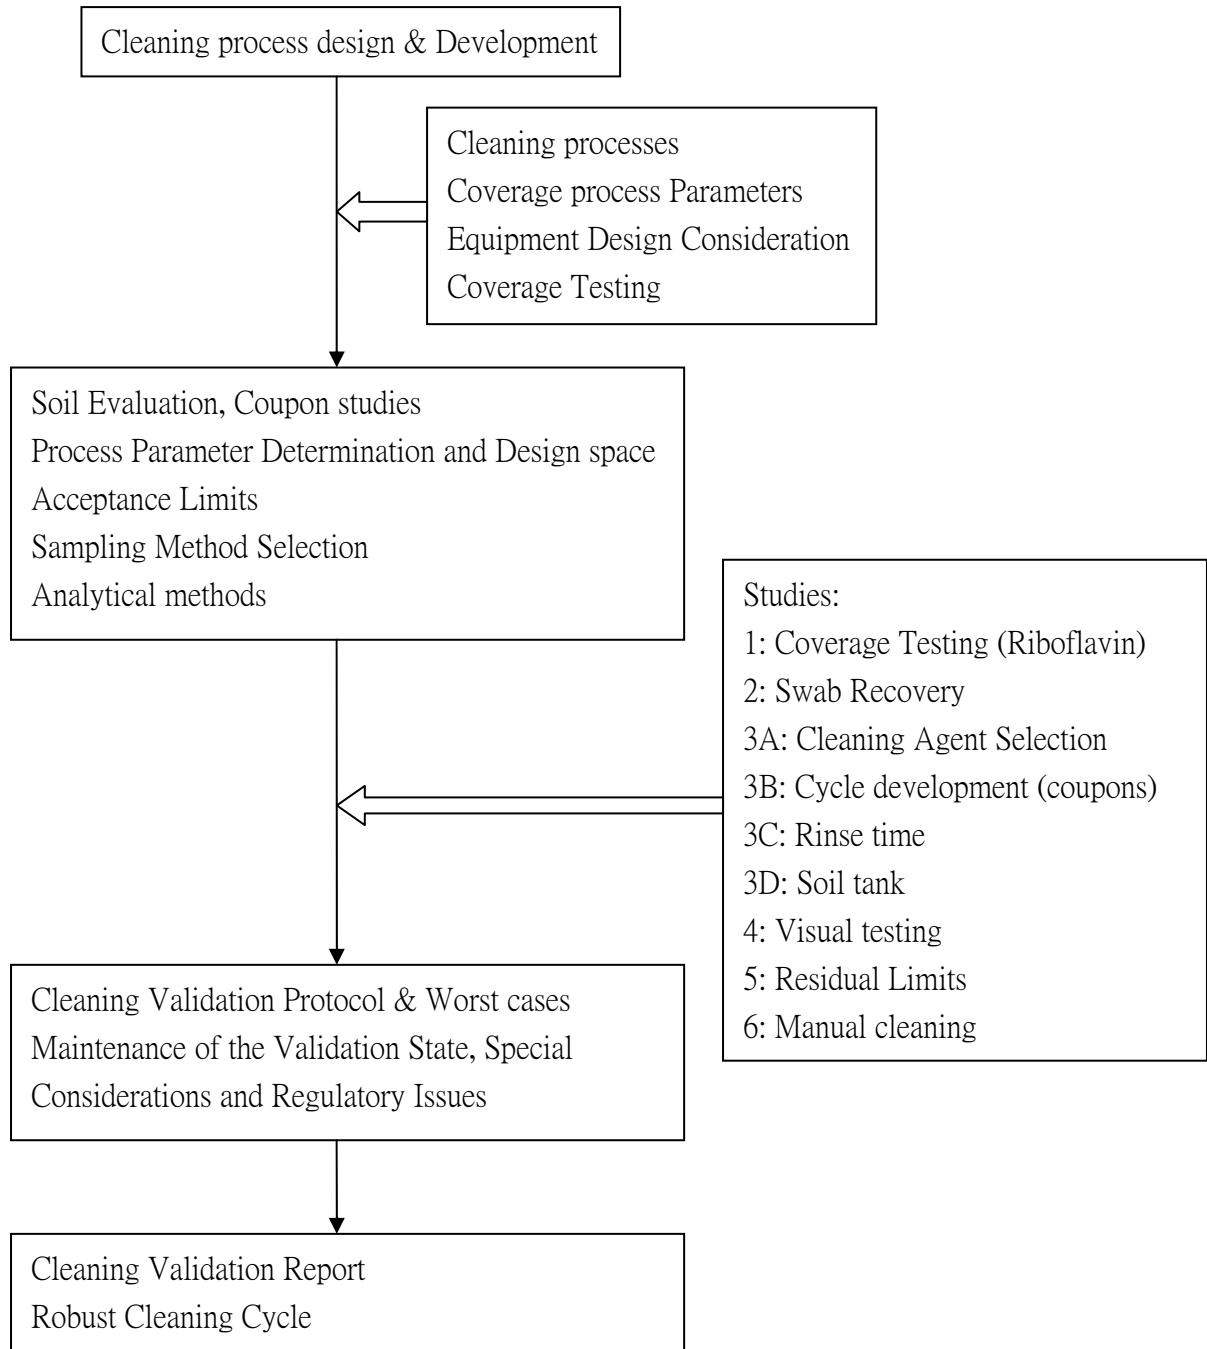 Cleaning process design & Development
Cleaning processes
Coverage process Parameters
Equipment Design Consideration
Coverage Testing
Soil Evaluation, Coupon studies
Process Parameter Determination and Design space
Acceptance Limits
Sampling Method Selection
Analytical methods
Studies:
1: Coverage Testing (Riboflavin)
2: Swab Recovery
3A: Cleaning Agent Selection
3B: Cycle development (coupons)
3C: Rinse time
3D: Soil tank
4: Visual testing
5: Residual Limits
6: Manual cleaning
Cleaning Validation Protocol & Worst cases
Maintenance of the Validation State, Special
Considerations and Regulatory Issues
Cleaning Validation Report
Robust Cleaning Cycle